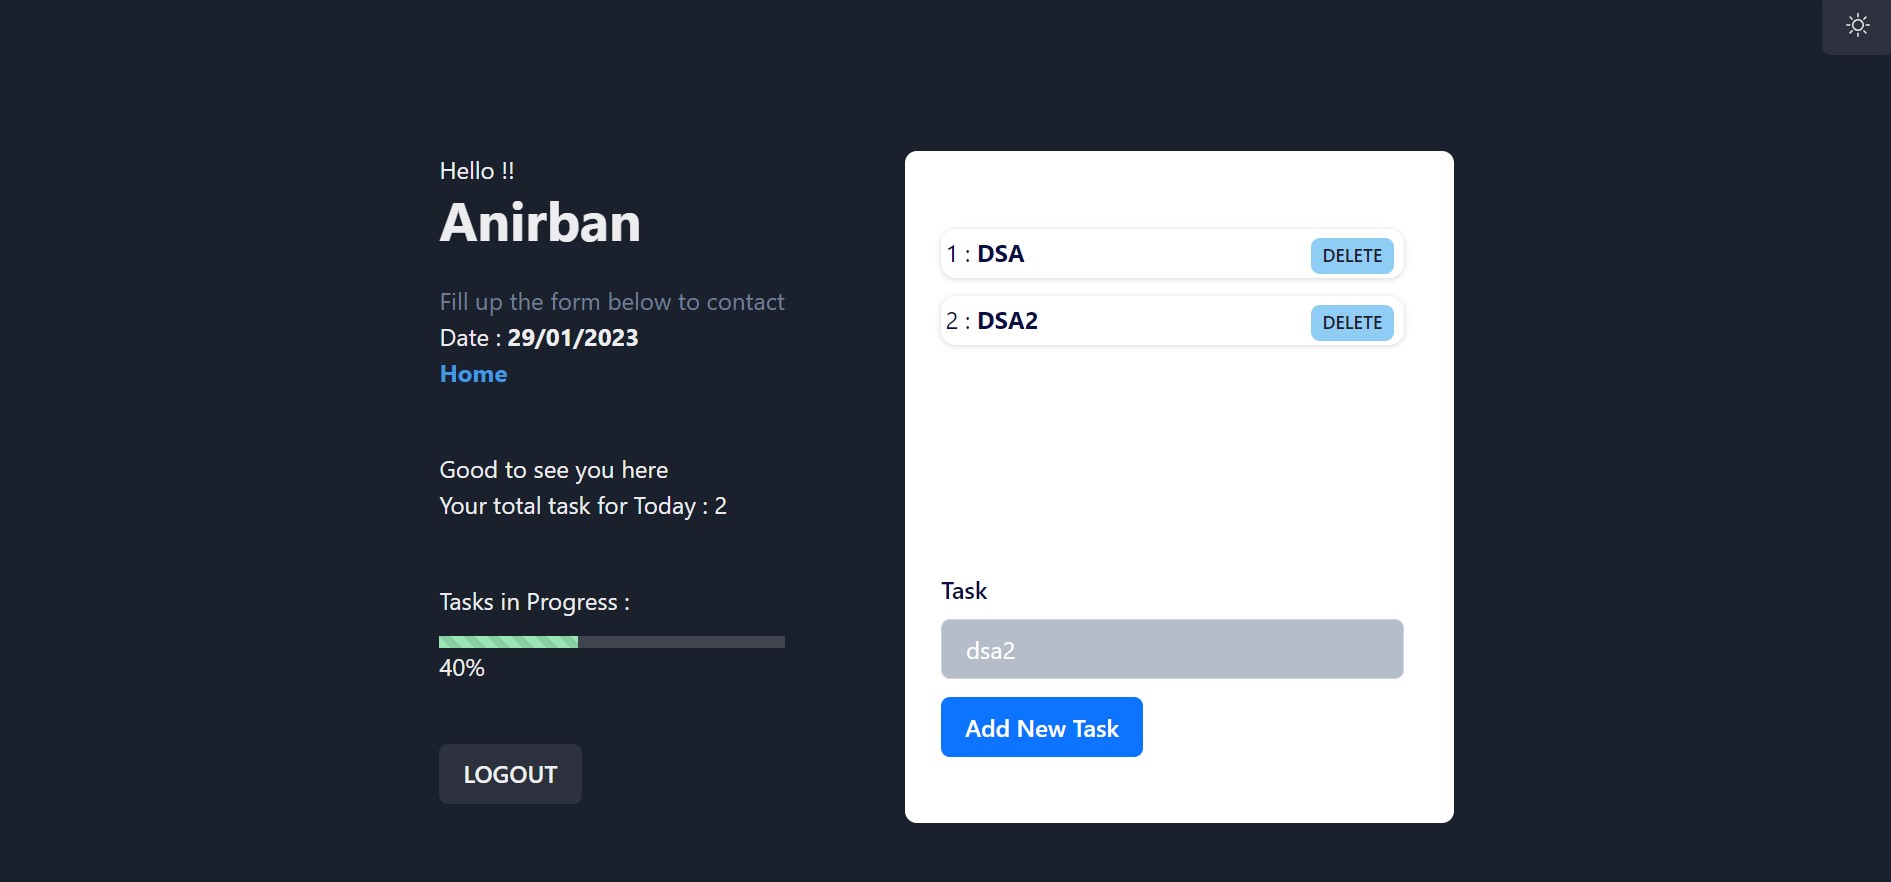 Hello !!
Anirban
Fill up the form below to contact
Date : 29/01/2023
Home
Good to see you here
Your total task for Today : 2
Tasks in Progress :
40%
LOGOUT
1 : DSA
DELETE
2 : DSA2
DELETE
Task
dsa2
Add New Task